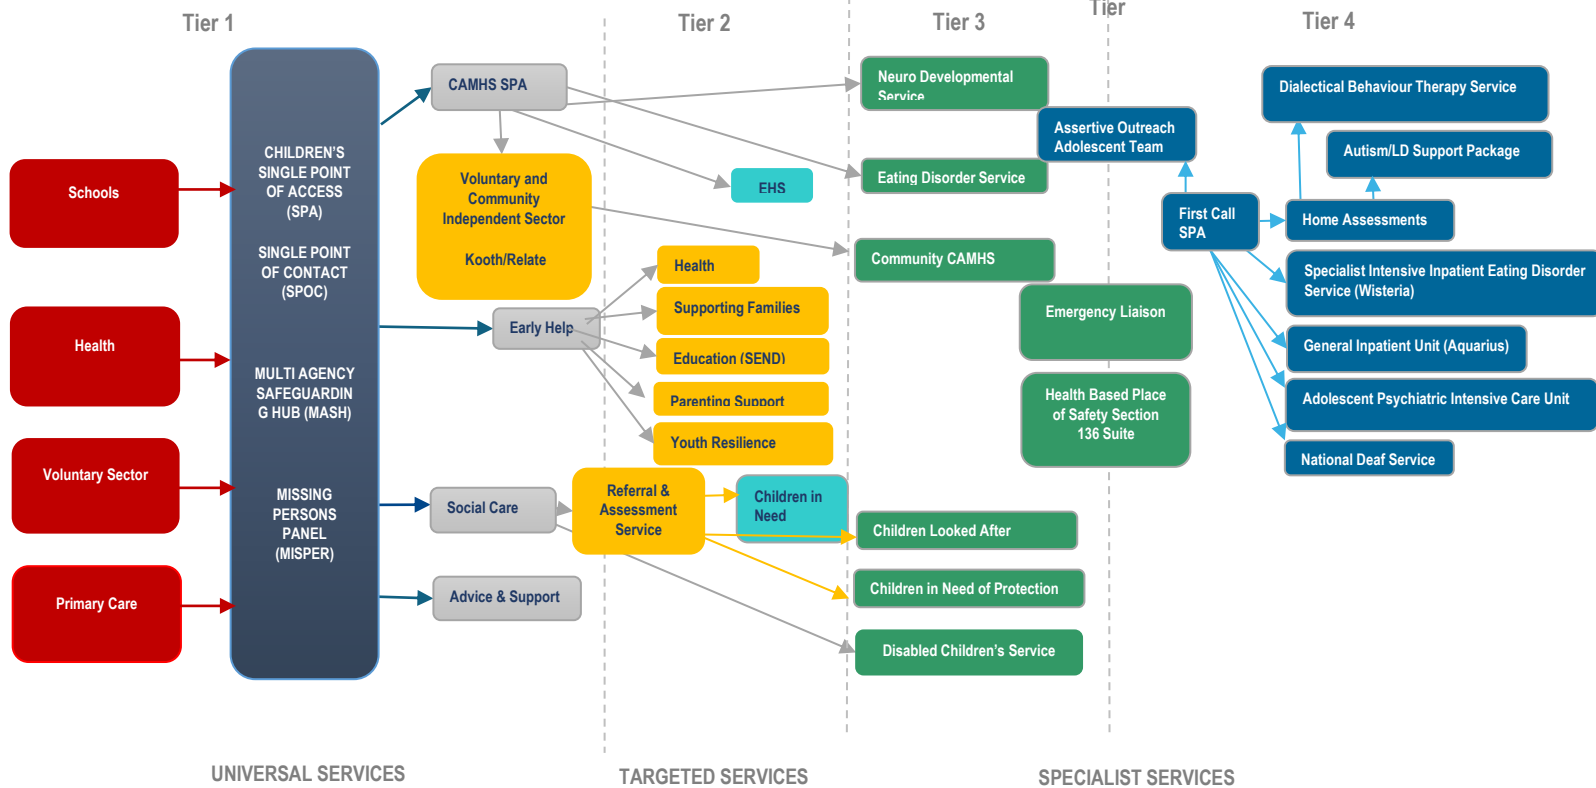 Tier 1
Tier 2
Tier 3
Tier
Tier 4
Schools
Health
Voluntary Sector
Primary Care
CHILDREN'S
SINGLE POINT
OF ACCESS
(SPA)
SINGLE POINT
OF CONTACT
(SPOC)
MULTI AGENCY
SAFEGUARDIN
G HUB (MASH)
MISSING
PERSONS
PANEL
(MISPER)
CAMHS SPA
Voluntary and
Community
Independent Sector
Kooth/Relate
Early Help
Social Care
Advice & Support
EHS
Health
Supporting Families
Education (SEND)
Parenting Support
Youth Resilience
Referral &
Assessment
Service
Children in
Need
Neuro Developmental
Service
Eating Disorder Service
Community CAMHS
Emergency Liaison
Health Based Place
of Safety Section
136 Suite
Children Looked After
Children in Need of Protection
Disabled Children's Service
Assertive Outreach
Adolescent Team
First Call
SPA
Dialectical Behaviour Therapy Service
Autism/LD Support Package
Home Assessments
Specialist Intensive Inpatient Eating Disorder
Service (Wisteria)
General Inpatient Unit (Aquarius)
Adolescent Psychiatric Intensive Care Unit
National Deaf Service
UNIVERSAL SERVICES
TARGETED SERVICES
SPECIALIST SERVICES